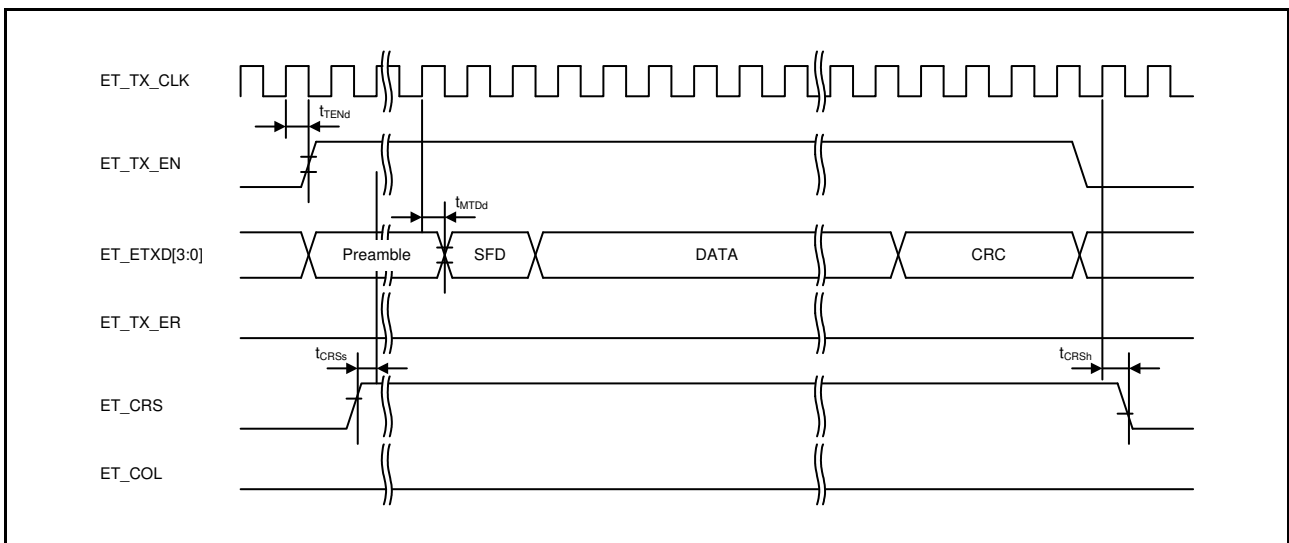 ET_TX_CLK
tTENd
ET_TX_EN
tMTDd
ET_ETXD[3:0]
Preamble
SFD
DATA
CRC
ET_TX_ER
tCRSs
tCRSh
ET_CRS
ET_COL